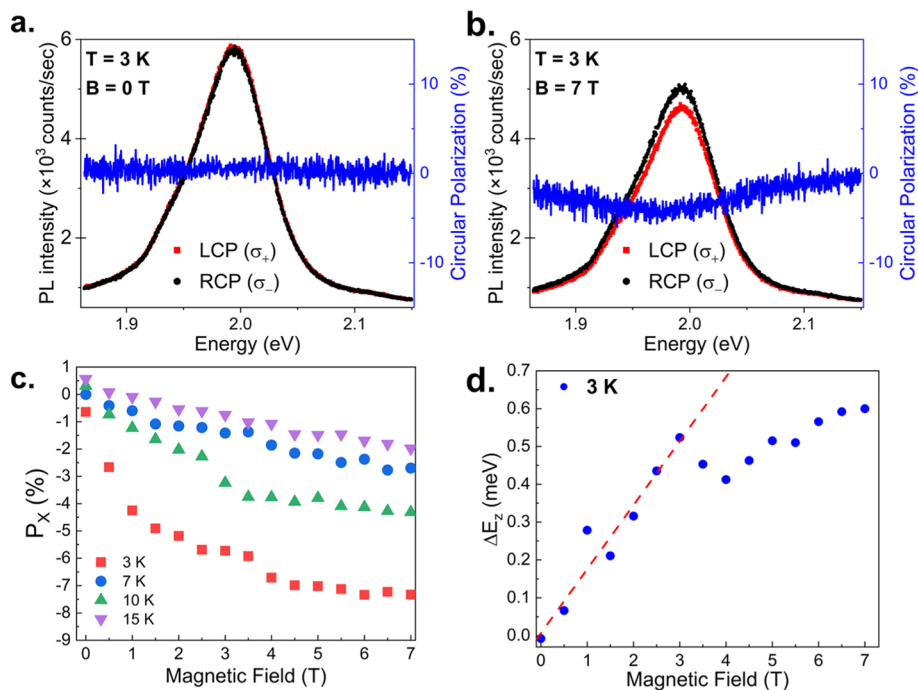 a.
T = 3 K
B = 0 T
LCP (σ₊)
RCP (σ₋)
PL intensity (×10³ counts/sec)
6
4
2
1.9
2.0
2.1
Energy (eV)
10
0
-10
Circular Polarization (%)
b.
T = 3 K
B = 7 T
LCP (σ₊)
RCP (σ₋)
PL intensity (×10³ counts/sec)
6
4
2
1.9
2.0
2.1
Energy (eV)
10
0
-10
Circular Polarization (%)
c.
1
0
-1
-2
-3
-4
-5
-6
-7
-8
-9
Pₓ (%)
3 K
7 K
10 K
15 K
0 1 2 3 4 5 6 7
Magnetic Field (T)
d.
3 K
0.7
0.6
0.5
0.4
0.3
0.2
0.1
0.0
ΔE_z (meV)
0 1 2 3 4 5 6 7
Magnetic Field (T)